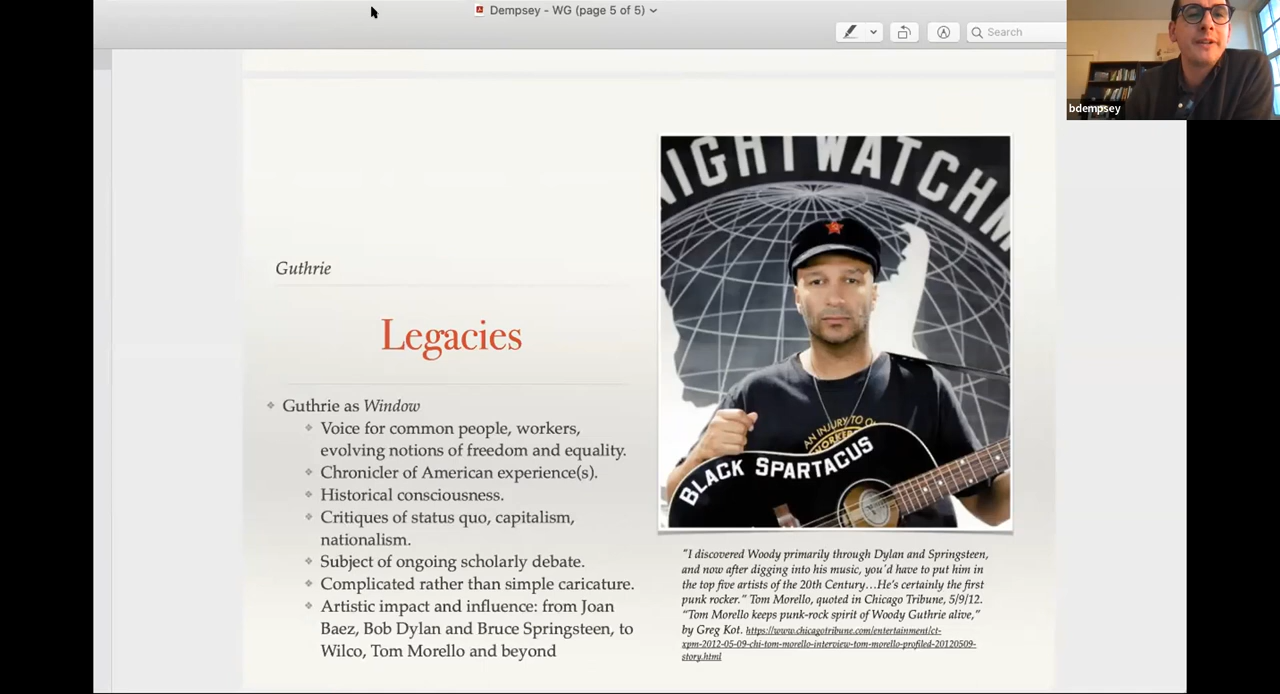 Dempsey - WG (page 5 of 5)
Search
bdempsey
Guthrie
Legacies
Guthrie as Window
Voice for common people, workers,
evolving notions of freedom and equality.
Chronicler of American experience(s).
Historical consciousness.
Critiques of status quo, capitalism,
nationalism.
Subject of ongoing scholarly debate.
Complicated rather than simple caricature.
Artistic impact and influence: from Joan
Baez, Bob Dylan and Bruce Springsteen, to
Wilco, Tom Morello and beyond
NIGHTWATCHM
AN INJURY TO O
WORKER
BLACK SPARTACUS
"I discovered Woody primarily through Dylan and Springsteen,
and now after digging into his music, you'd have to put him in
the top five artists of the 20th Century…He's certainly the first
punk rocker." Tom Morello, quoted in Chicago Tribune, 5/9/12.
"Tom Morello keeps punk-rock spirit of Woody Guthrie alive,"
by Greg Kot. https://www.chicagotribune.com/entertainment/ct-
xpm-2012-05-09-chi-tom-morello-interview-tom-morello-profiled-20120509-
story.html